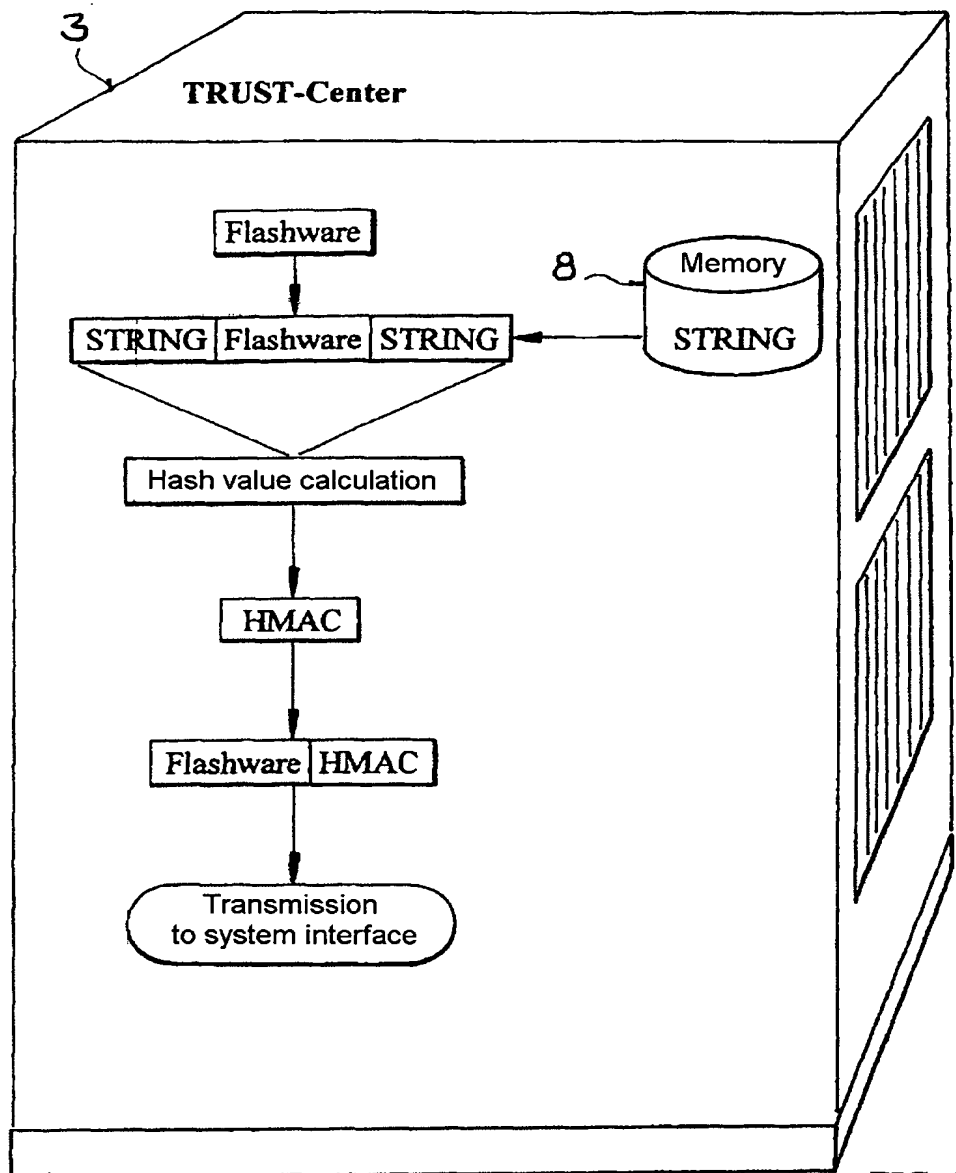 3
TRUST-Center
Flashware
8
Memory
STRING
STRING Flashware STRING
Hash value calculation
HMAC
Flashware HMAC
Transmission
to system interface